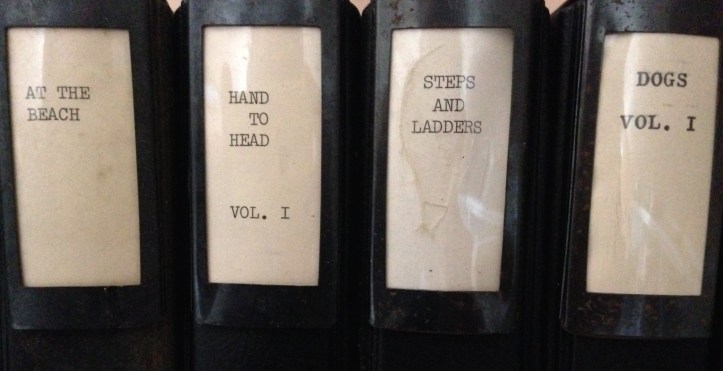 AT THE
BEACH
HAND
TO
HEAD
VOL. I
STEPS
AND
LADDERS
DOGS
VOL. I